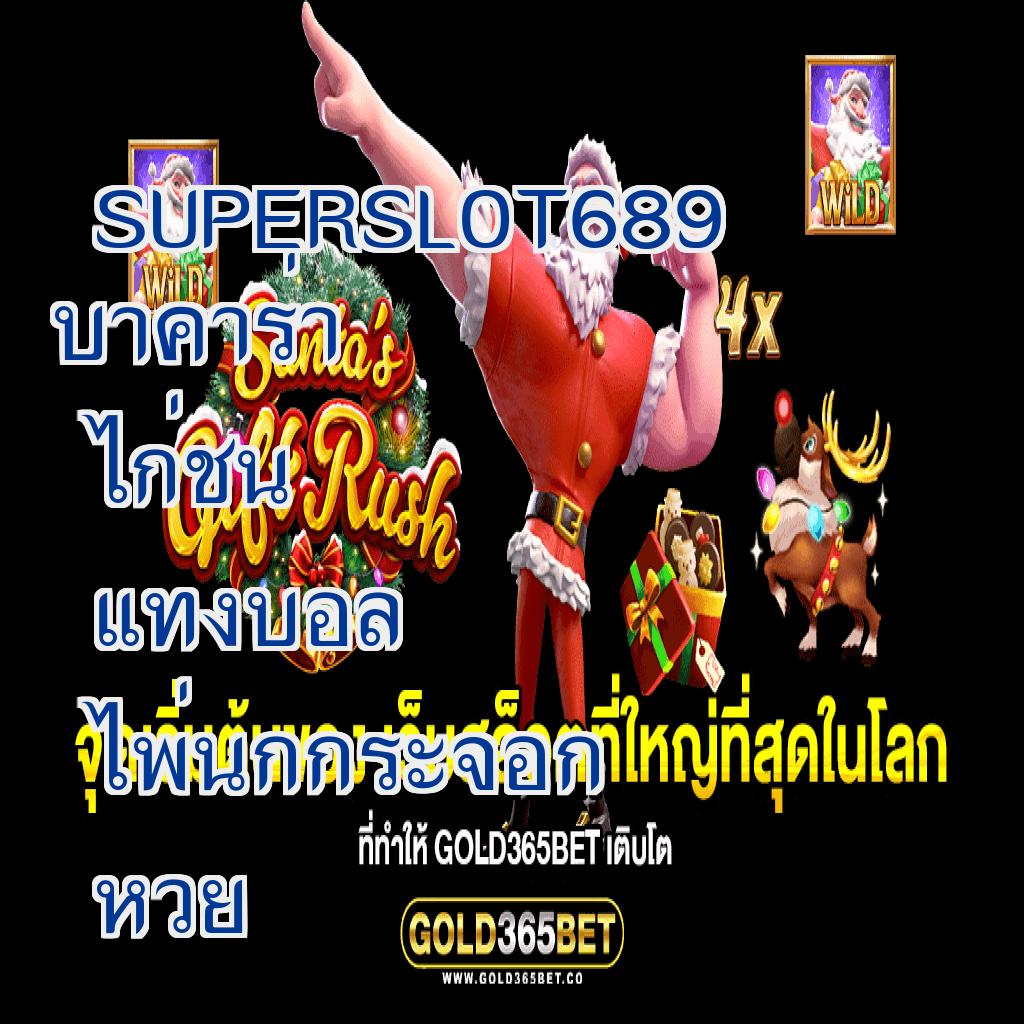 SUPERSLOT689
WILD
WILD
บาคาร่า
Santa's
4x
ไก่ชน
Gift Rush
แทงบอล
ไพ่นกกระจอก
ที่ใหญ่ที่สุดในโลก
ที่ทำให้ GOLD365BET เติบโต
หวย
GOLD365BET
WWW.GOLD365BET.CO